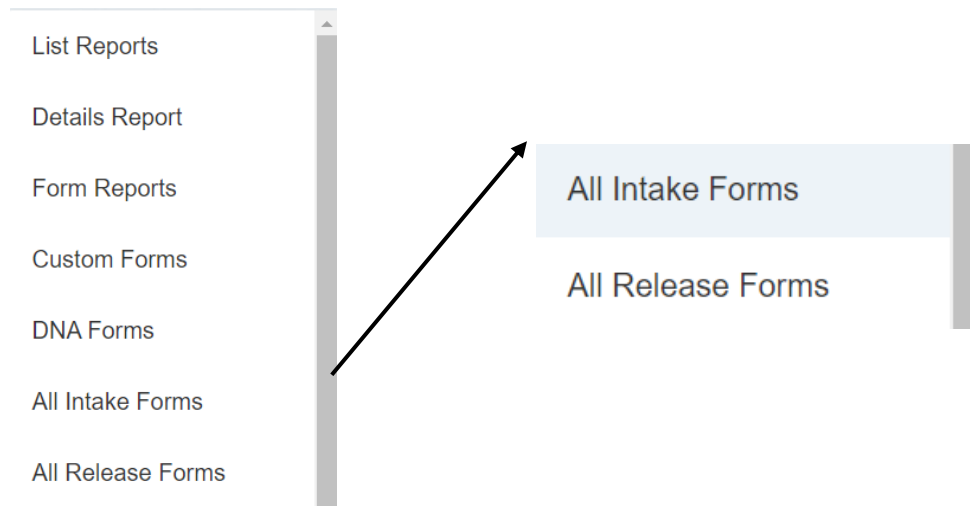 List Reports
Details Report
Form Reports
Custom Forms
DNA Forms
All Intake Forms
All Release Forms
All Intake Forms
All Release Forms